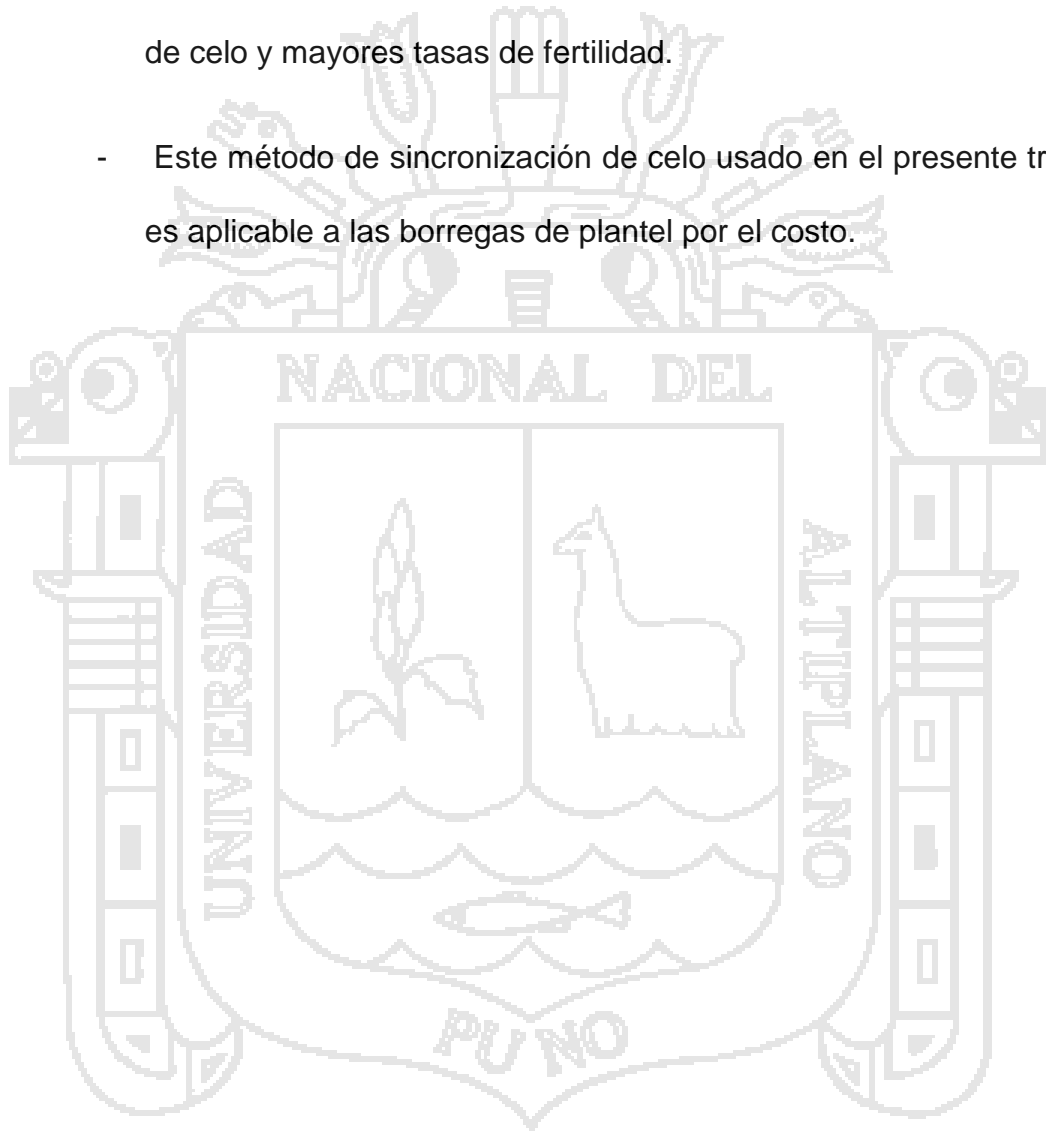 de celo y mayores tasas de fertilidad.
- Este método de sincronización de celo usado en el presente tr
es aplicable a las borregas de plantel por el costo.
NACIONAL DEL
UNIVERSIDAD
ALTIPLANO
PUNO